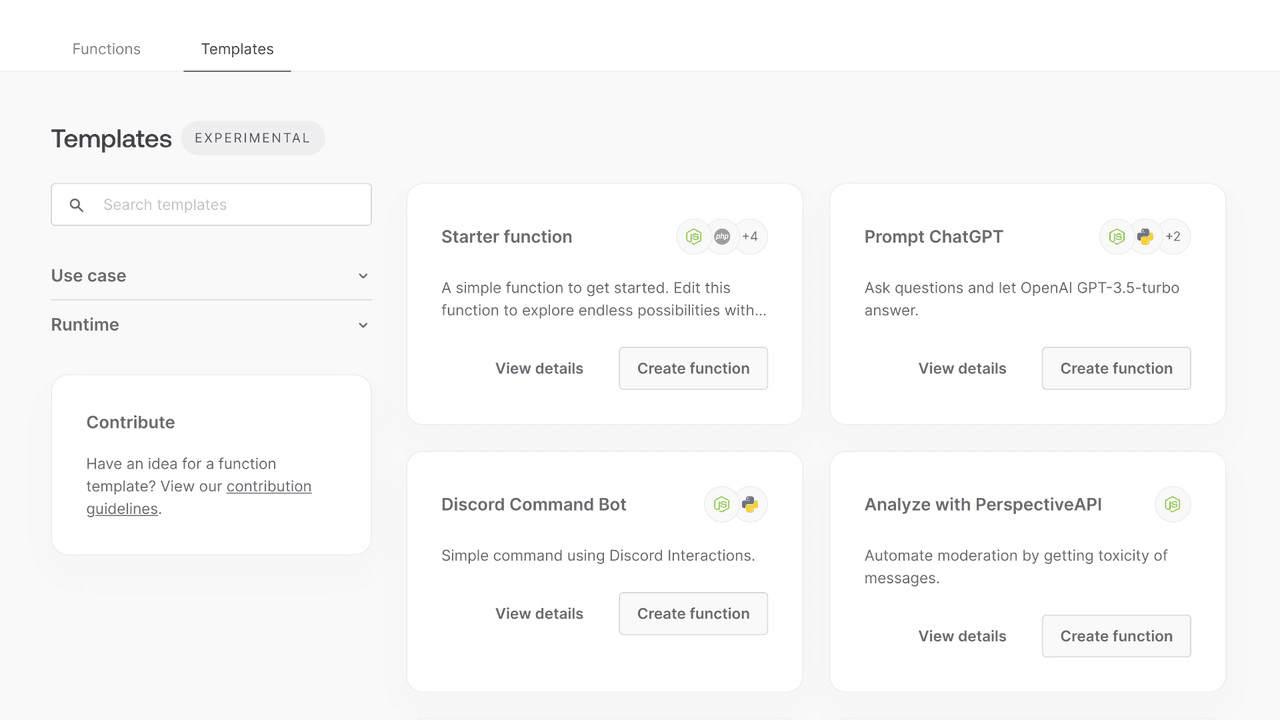 Functions
Templates
Templates
EXPERIMENTAL
Search templates
Use case
Runtime
Contribute
Have an idea for a function
template? View our contribution
guidelines.
Starter function
php
+4
A simple function to get started. Edit this
function to explore endless possibilities with...
View details
Create function
Prompt ChatGPT
+2
Ask questions and let OpenAI GPT-3.5-turbo
answer.
View details
Create function
Discord Command Bot
Simple command using Discord Interactions.
View details
Create function
Analyze with PerspectiveAPI
Automate moderation by getting toxicity of
messages.
View details
Create function